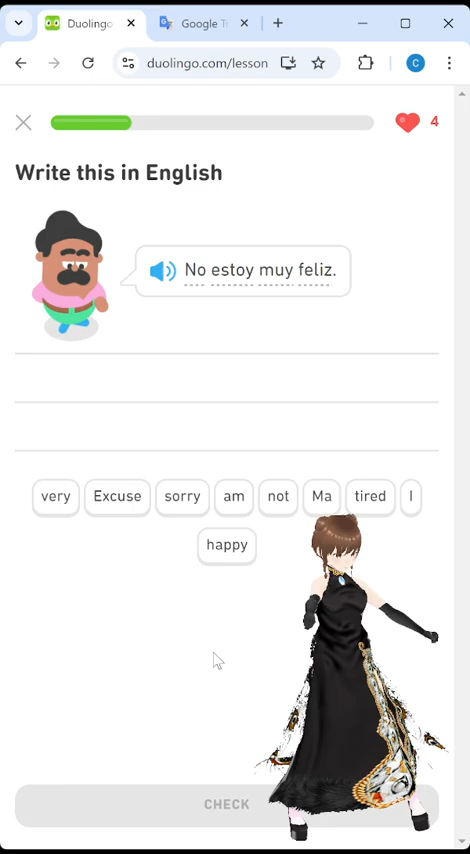 Duolingo
Google Tr
duolingo.com/lesson
C
4
Write this in English
No estoy muy feliz.
very Excuse sorry am not Ma tired I
happy
CHECK